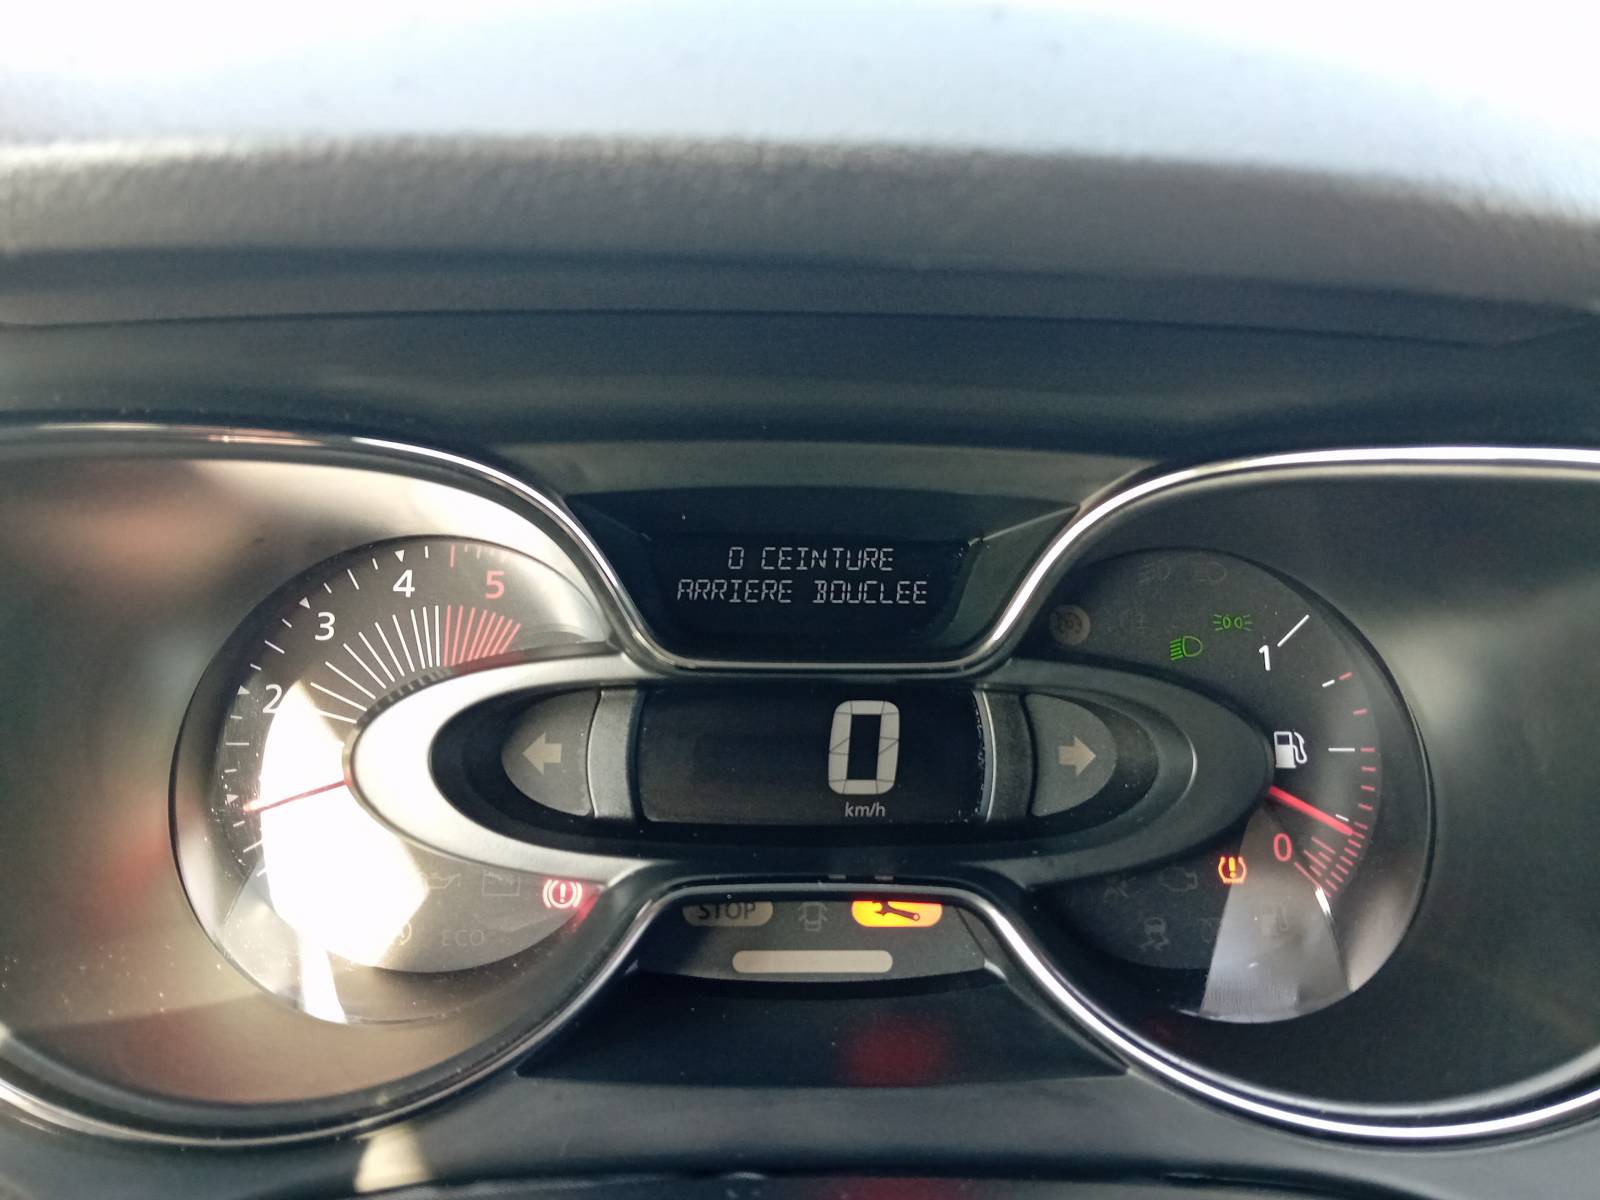 0 CEINTURE
ARRIERE BOUCLEE
2
3
4
5
1
0
0
km/h
STOP
ECO